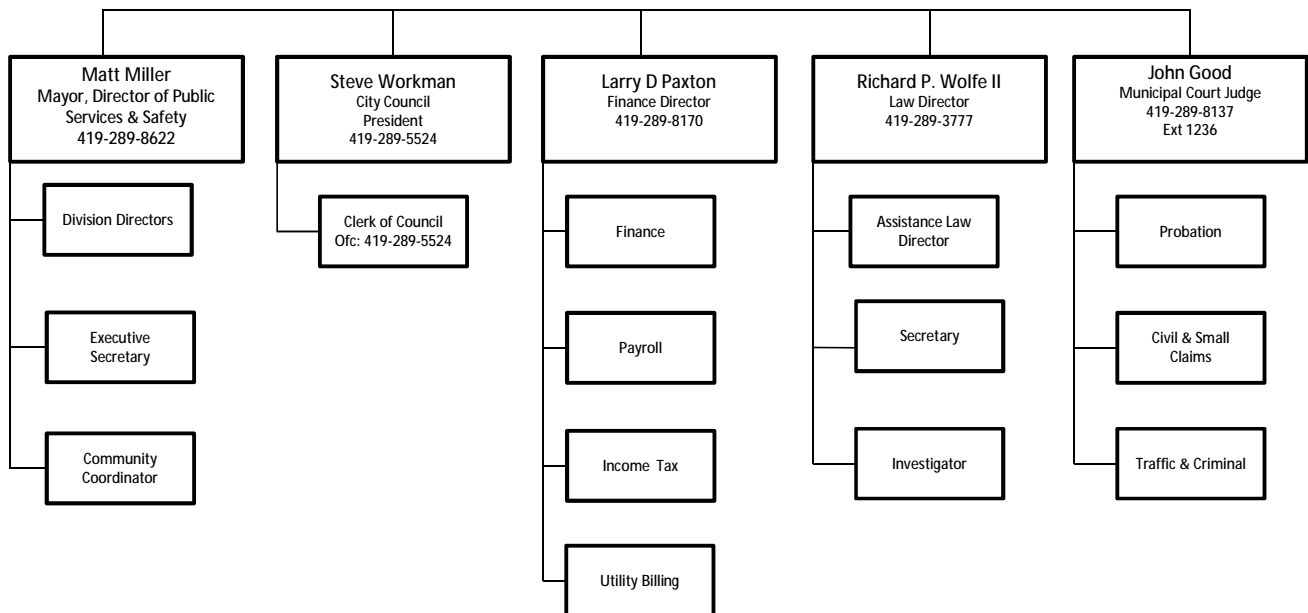 Matt Miller
Mayor, Director of Public
Services & Safety
419-289-8622
Steve Workman
City Council
President
419-289-5524
Larry D Paxton
Finance Director
419-289-8170
Richard P. Wolfe II
Law Director
419-289-3777
John Good
Municipal Court Judge
419-289-8137
Ext 1236
Division Directors
Executive
Secretary
Community
Coordinator
Clerk of Council
Ofc: 419-289-5524
Finance
Payroll
Income Tax
Utility Billing
Assistance Law
Director
Secretary
Investigator
Probation
Civil & Small
Claims
Traffic & Criminal